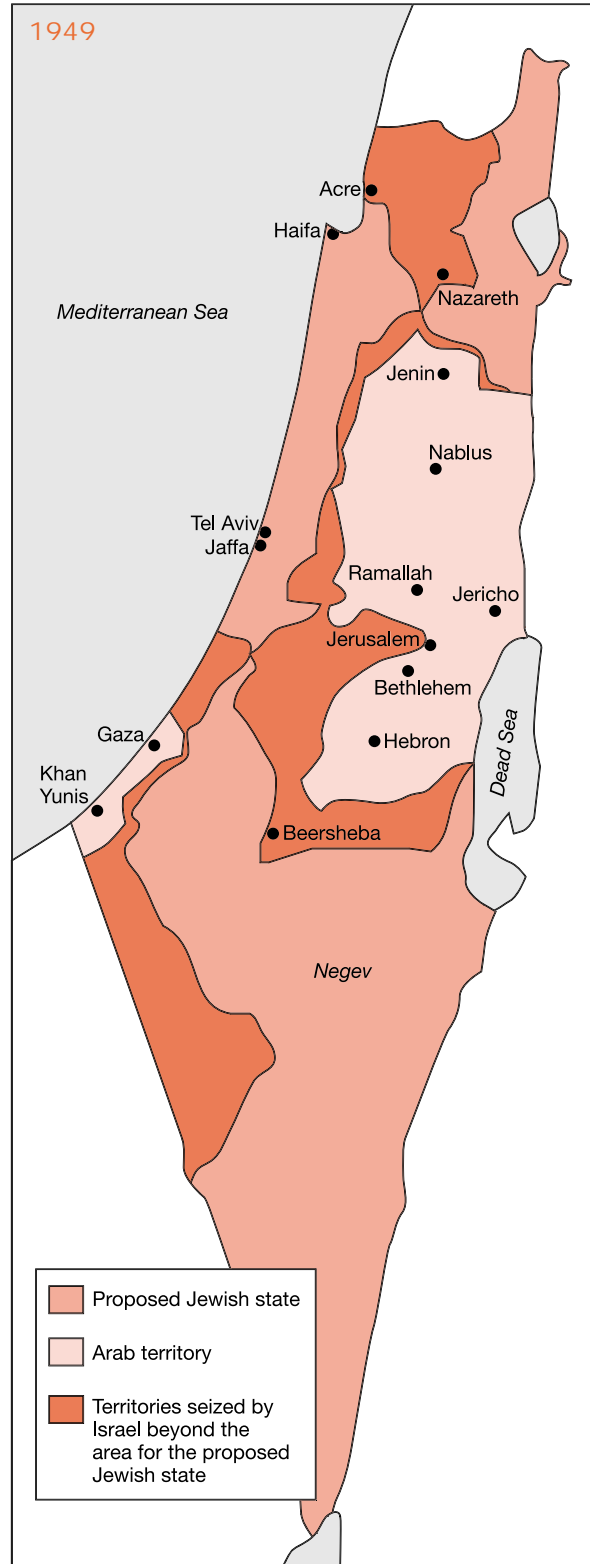 1949
Acre
Haifa
Mediterranean Sea
Nazareth
Jenin
Nablus
Tel Aviv
Jaffa
Ramallah
Jericho
Jerusalem
Bethlehem
Gaza
Hebron
Dead Sea
Khan
Yunis
Beersheba
Negev
Proposed Jewish state
Arab territory
Territories seized by
Israel beyond the
area for the proposed
Jewish state